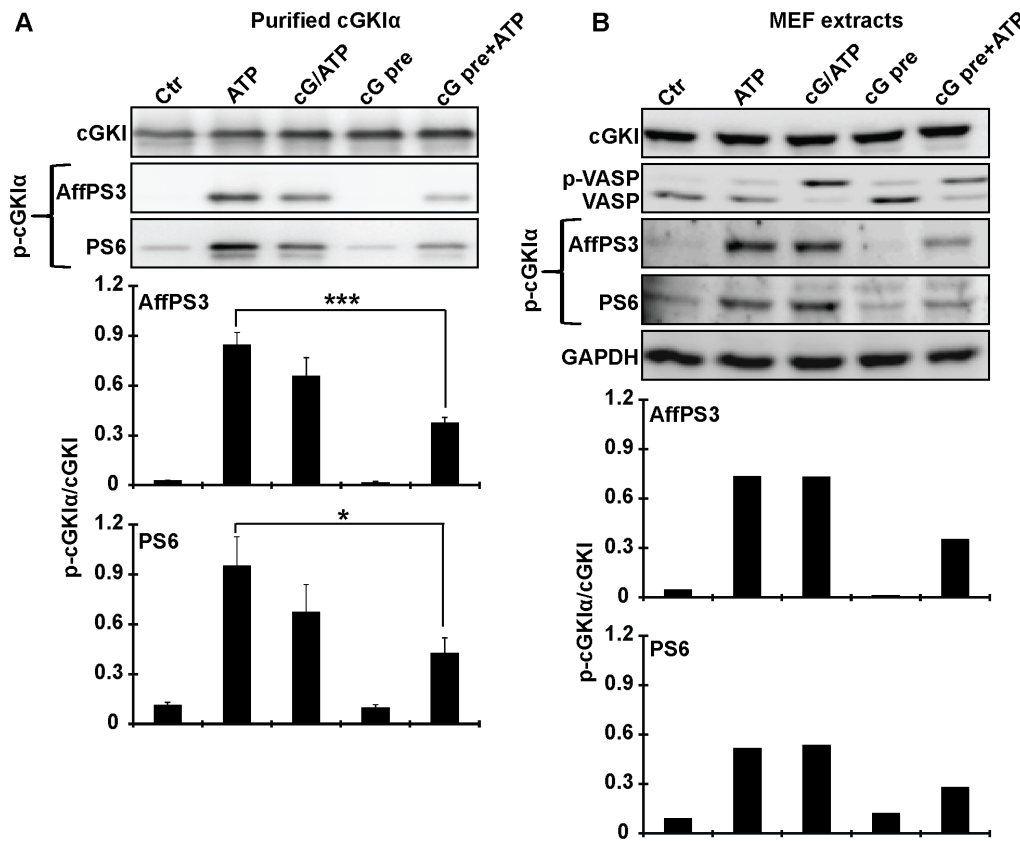 A
Purified cGKIα
Ctr
ATP
cG/ATP
cG pre
cG pre+ATP
cGKI
p-cGKIα
AffPS3
PS6
1.2
AffPS3
***
0.9
0.6
0.3
0
p-cGKIα/cGKI
1.2
PS6
*
0.9
0.6
0.3
0
B
MEF extracts
Ctr
ATP
cG/ATP
cG pre
cG pre+ATP
cGKI
p-VASP
VASP
p-cGKIα
AffPS3
PS6
GAPDH
1.2
AffPS3
0.9
0.6
0.3
0
p-cGKIα/cGKI
1.2
PS6
0.9
0.6
0.3
0